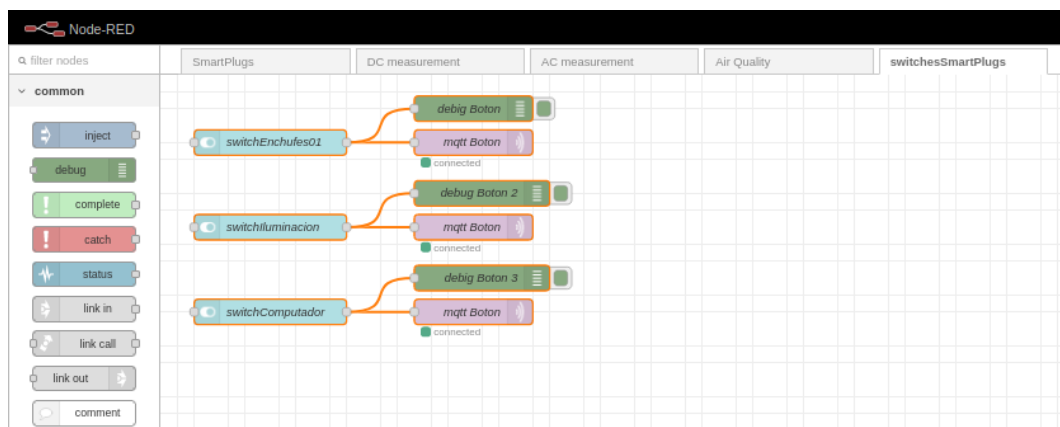 Node-RED
filter nodes
SmartPlugs
DC measurement
AC measurement
Air Quality
switchesSmartPlugs
common
inject
debug
complete
catch
status
link in
link call
link out
comment
debig Boton
switchEnchufes01
mqtt Boton
connected
debug Boton 2
switchIluminacion
mqtt Boton
connected
debig Boton 3
switchComputador
mqtt Boton
connected